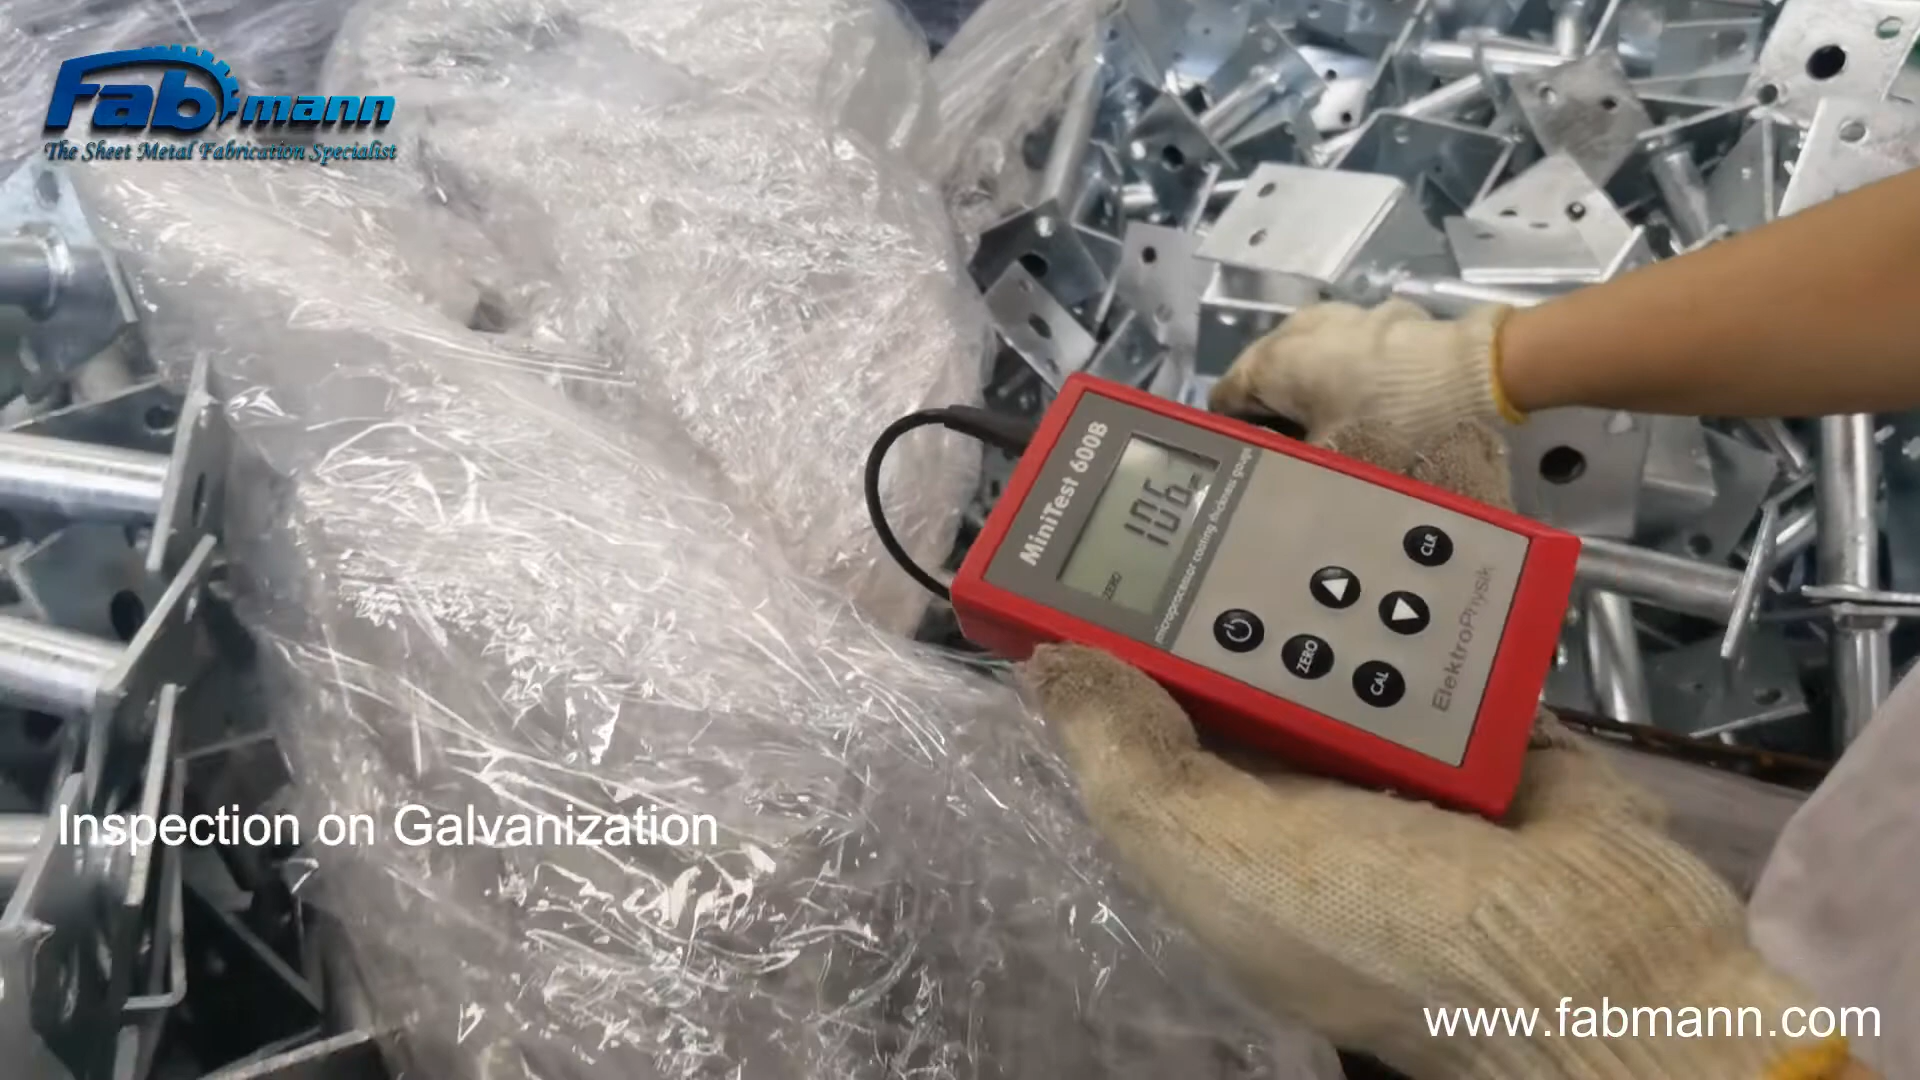 Fabmann
The Sheet Metal Fabrication Specialist
MiniTest 600B
106
ZERO
microprocessor coating thickness gauge
CLR
ZERO
CAL
ElektroPhysik
Inspection on Galvanization
www.fabmann.com